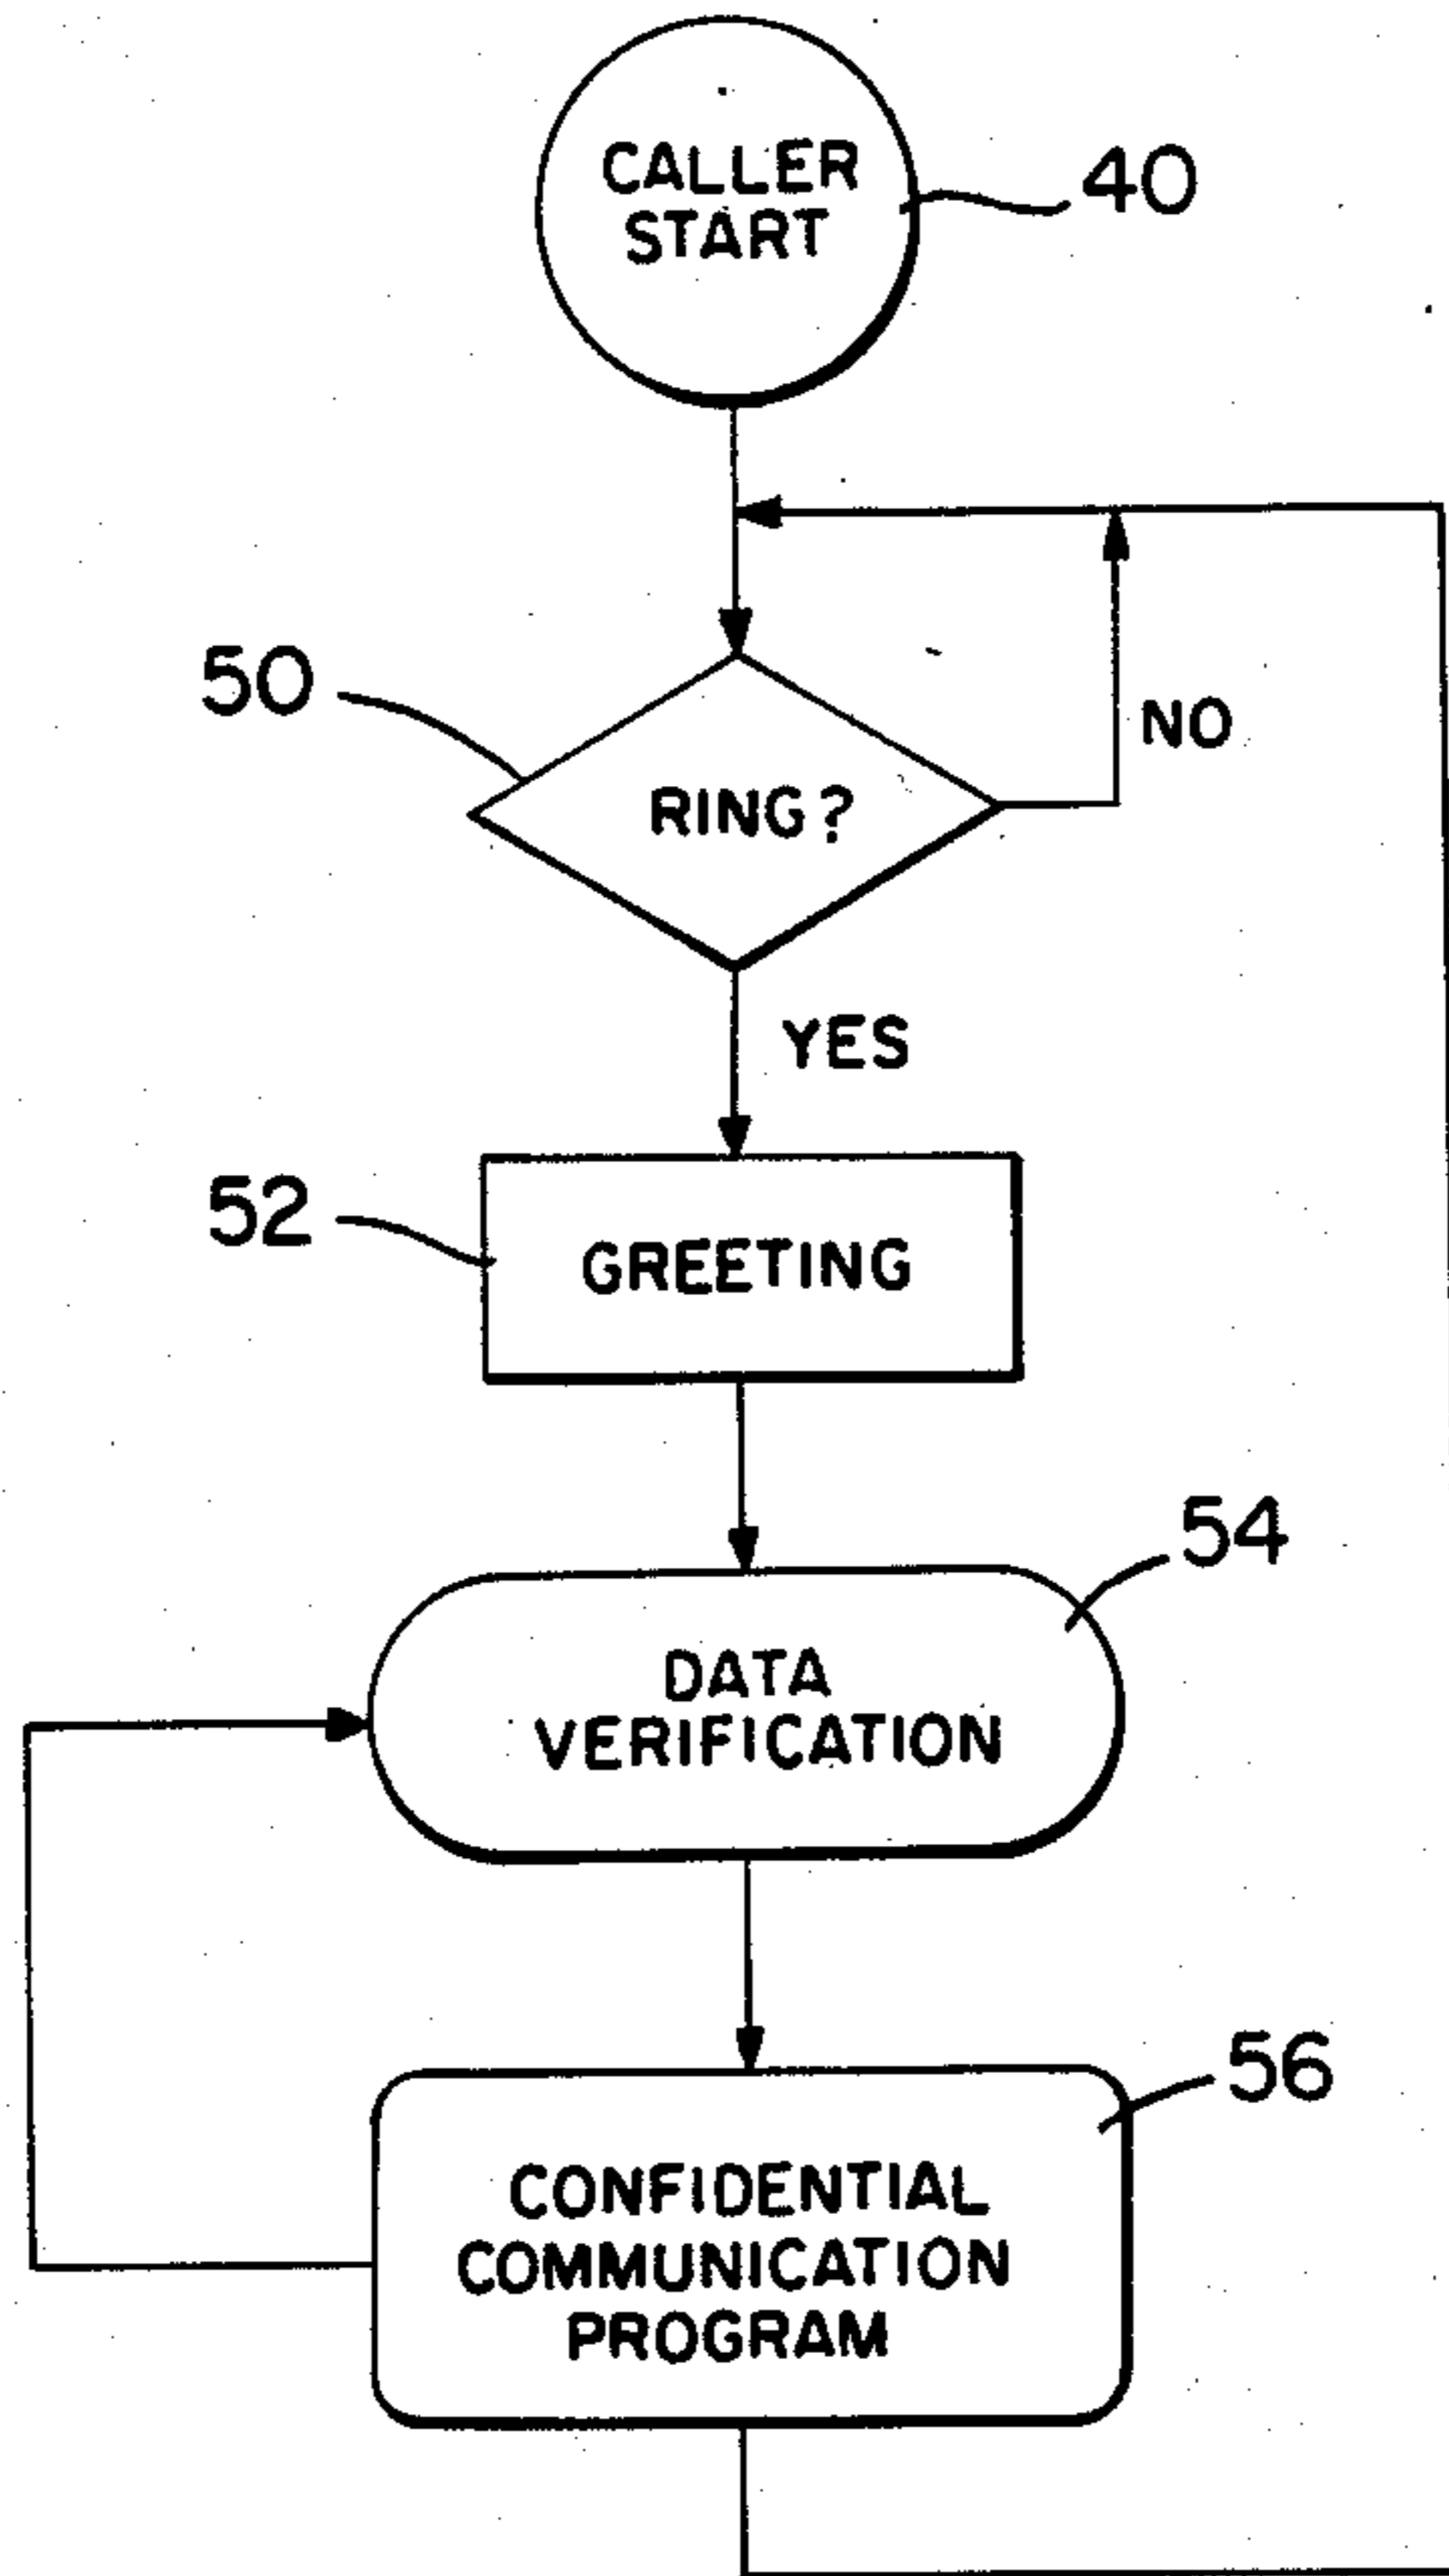 CALLER
START
40
50
NO
RING?
YES
52
GREETING
54
DATA
VERIFICATION
56
CONFIDENTIAL
COMMUNICATION
PROGRAM